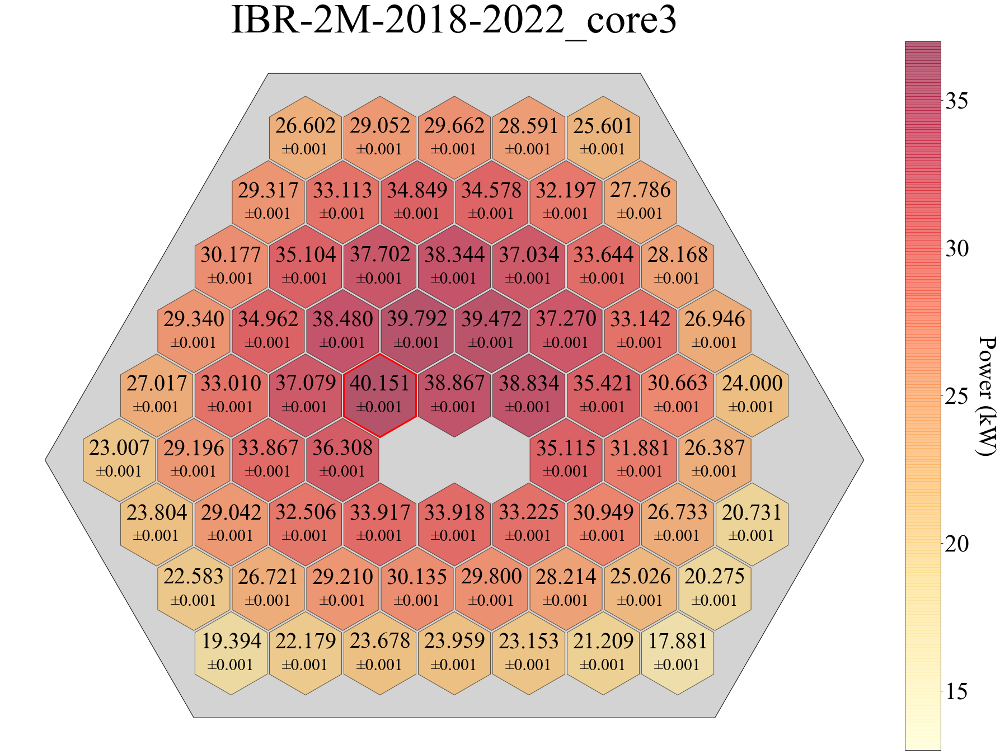 IBR-2M-2018-2022_core3
26.602 29.052 29.662 28.591 25.601
±0.001 ±0.001 ±0.001 ±0.001 ±0.001
29.317 33.113 34.849 34.578 32.197 27.786
±0.001 ±0.001 ±0.001 ±0.001 ±0.001 ±0.001
30.177 35.104 37.702 38.344 37.034 33.644 28.168
±0.001 ±0.001 ±0.001 ±0.001 ±0.001 ±0.001 ±0.001
29.340 34.962 38.480 39.792 39.472 37.270 33.142 26.946
±0.001 ±0.001 ±0.001 ±0.001 ±0.001 ±0.001 ±0.001 ±0.001
27.017 33.010 37.079 40.151 38.867 38.834 35.421 30.663 24.000
±0.001 ±0.001 ±0.001 ±0.001 ±0.001 ±0.001 ±0.001 ±0.001 ±0.001
23.007 29.196 33.867 36.308 35.115 31.881 26.387
±0.001 ±0.001 ±0.001 ±0.001 ±0.001 ±0.001 ±0.001
23.804 29.042 32.506 33.917 33.918 33.225 30.949 26.733 20.731
±0.001 ±0.001 ±0.001 ±0.001 ±0.001 ±0.001 ±0.001 ±0.001 ±0.001
22.583 26.721 29.210 30.135 29.800 28.214 25.026 20.275
±0.001 ±0.001 ±0.001 ±0.001 ±0.001 ±0.001 ±0.001 ±0.001
19.394 22.179 23.678 23.959 23.153 21.209 17.881
±0.001 ±0.001 ±0.001 ±0.001 ±0.001 ±0.001 ±0.001
35
30
25
20
15
Power (kW)